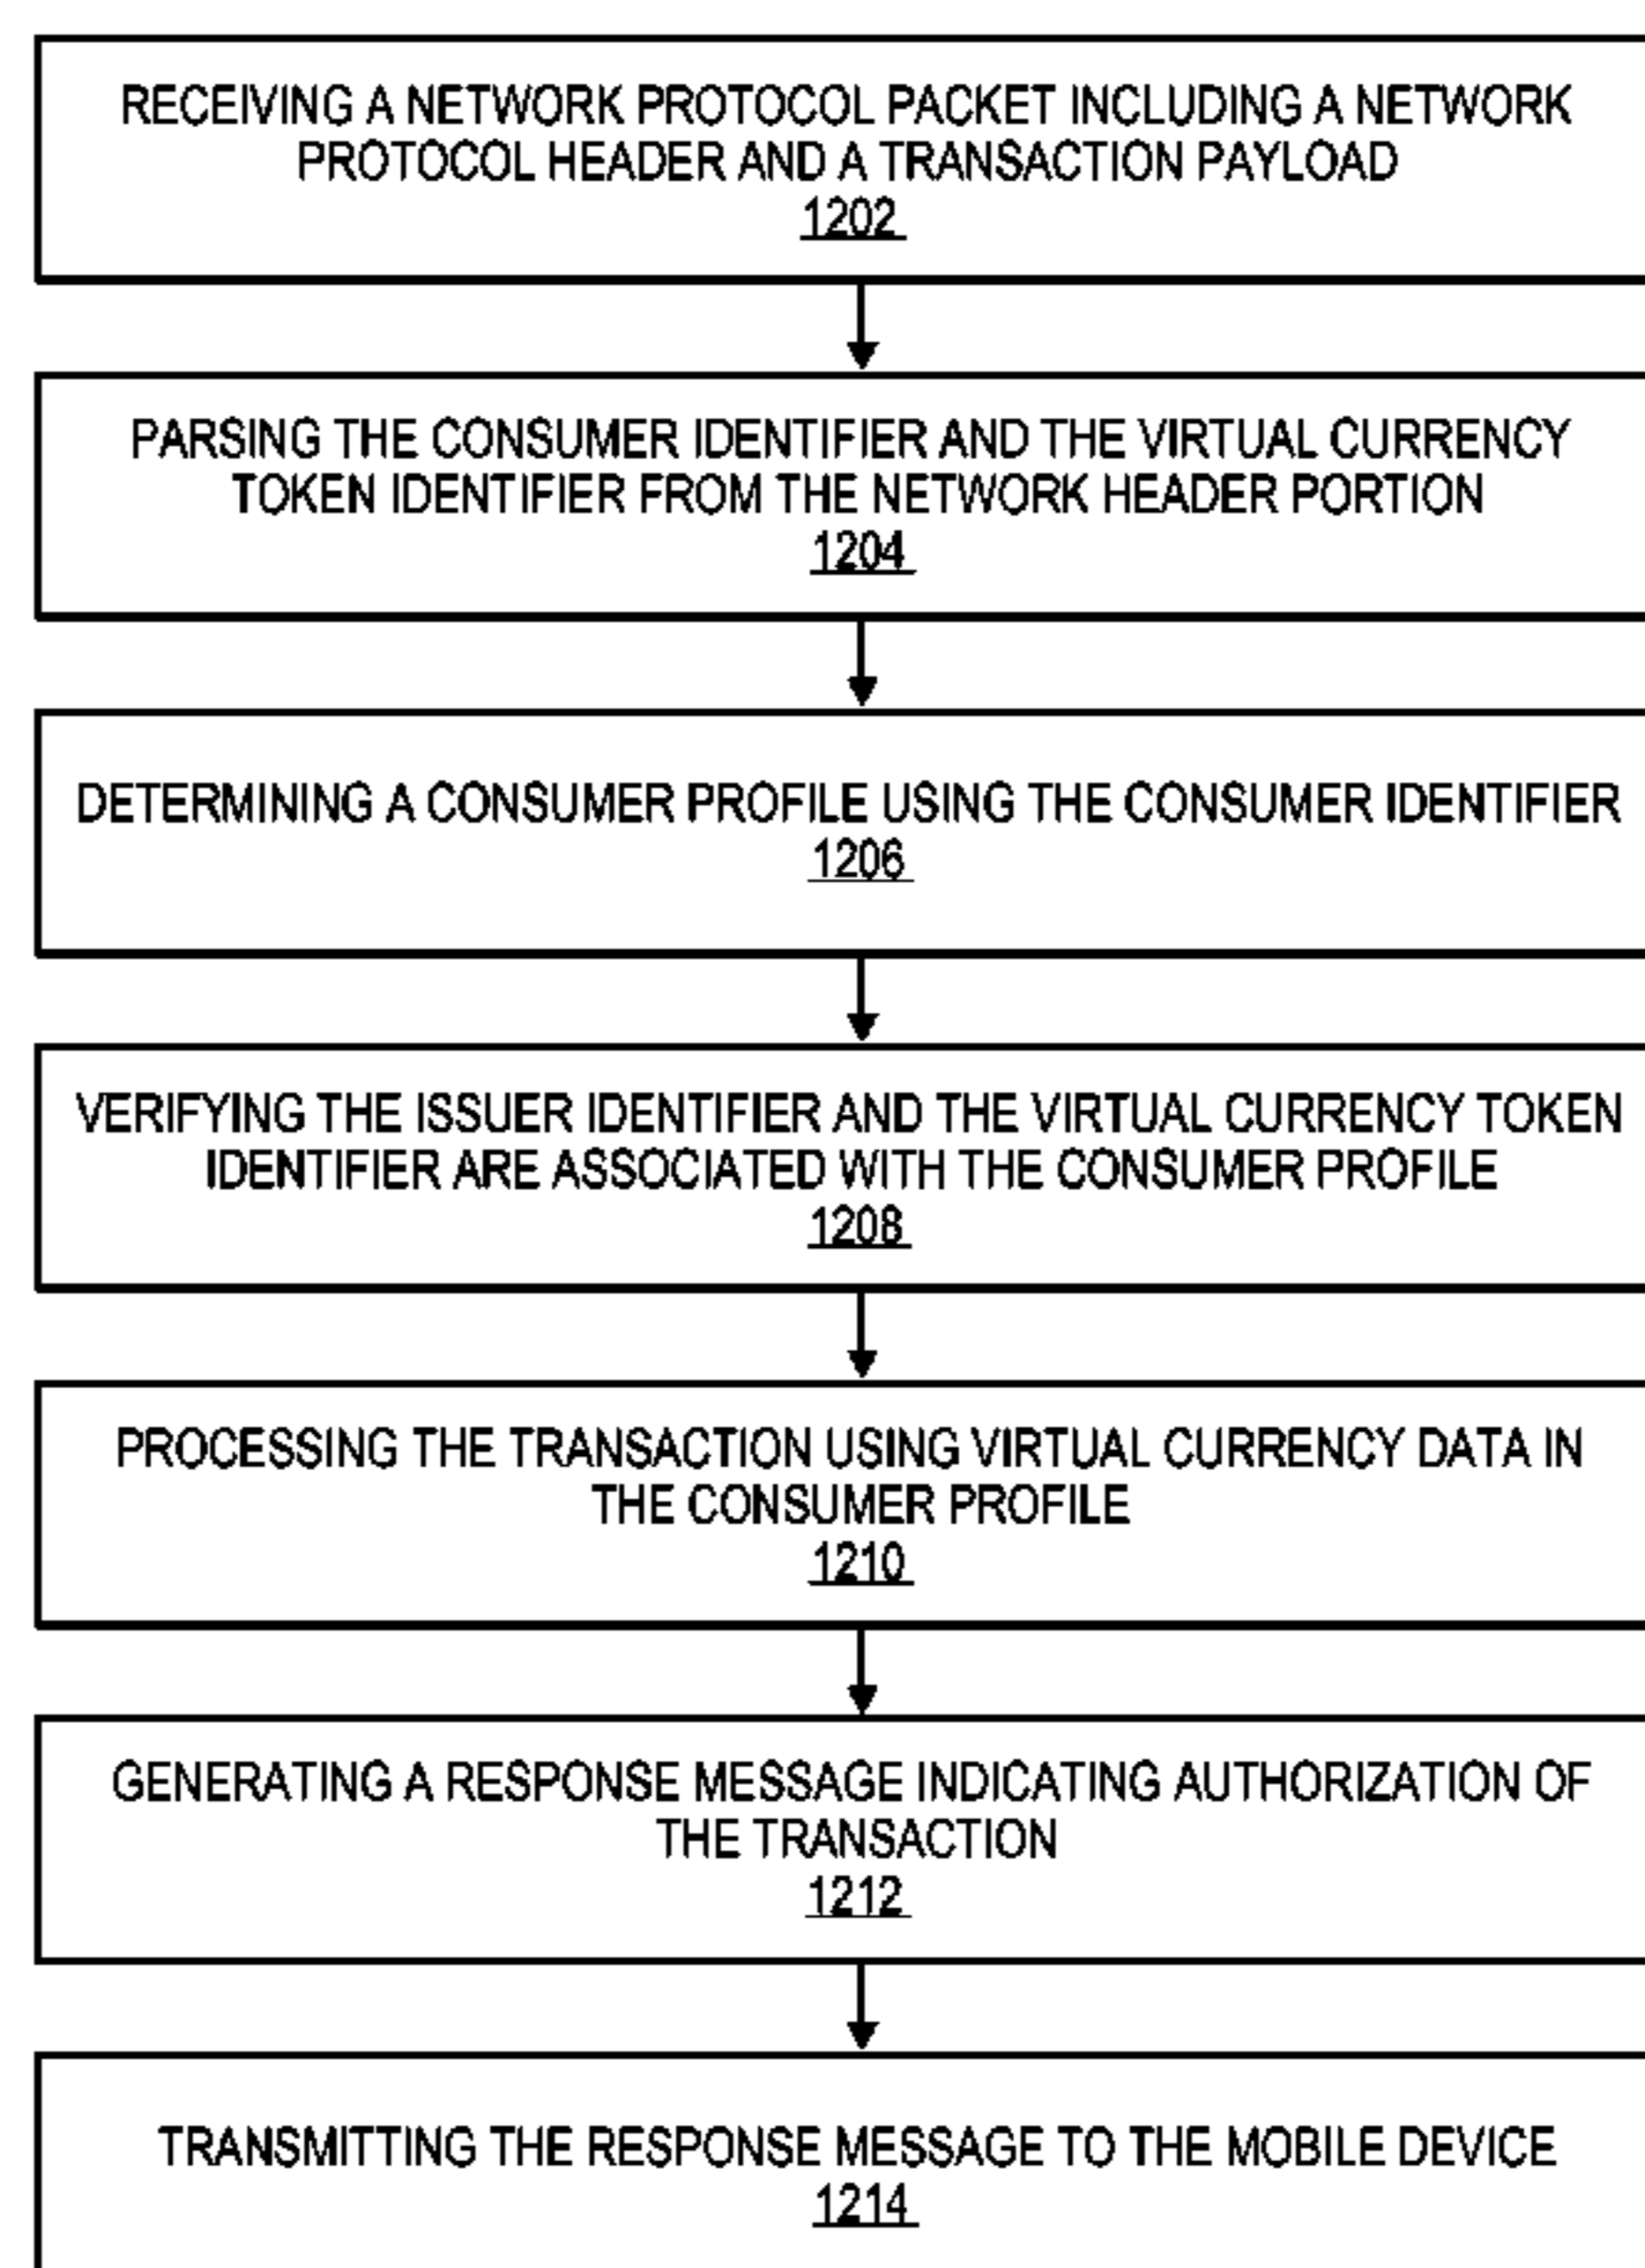 RECEIVING A NETWORK PROTOCOL PACKET INCLUDING A NETWORK
PROTOCOL HEADER AND A TRANSACTION PAYLOAD
1202
PARSING THE CONSUMER IDENTIFIER AND THE VIRTUAL CURRENCY
TOKEN IDENTIFIER FROM THE NETWORK HEADER PORTION
1204
DETERMINING A CONSUMER PROFILE USING THE CONSUMER IDENTIFIER
1206
VERIFYING THE ISSUER IDENTIFIER AND THE VIRTUAL CURRENCY TOKEN
IDENTIFIER ARE ASSOCIATED WITH THE CONSUMER PROFILE
1208
PROCESSING THE TRANSACTION USING VIRTUAL CURRENCY DATA IN
THE CONSUMER PROFILE
1210
GENERATING A RESPONSE MESSAGE INDICATING AUTHORIZATION OF
THE TRANSACTION
1212
TRANSMITTING THE RESPONSE MESSAGE TO THE MOBILE DEVICE
1214